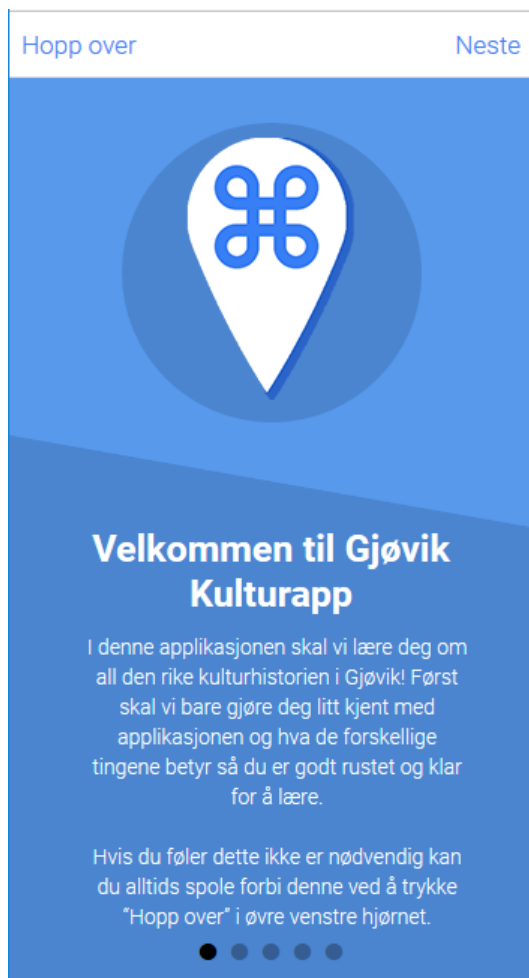 Hopp over
Neste
Velkommen til Gjøvik
Kulturapp
I denne applikasjonen skal vi lære deg om
all den rike kulturhistorien i Gjøvik! Først
skal vi bare gjøre deg litt kjent med
applikasjonen og hva de forskellige
tingene betyr så du er godt rustet og klar
for å lære.
Hvis du føler dette ikke er nødvendig kan
du alltids spole forbi denne ved å trykke
“Hopp over” i øvre venstre hjørnet.